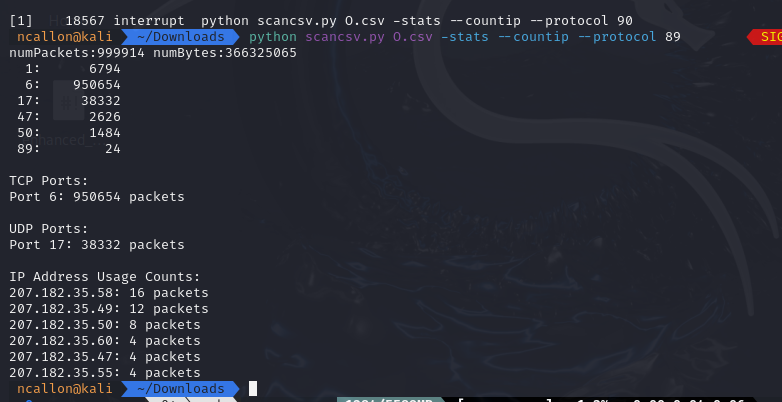 [1]    18567 interrupt  python scancsv.py O.csv -stats --countip --protocol 90
ncallon@kali  ~/Downloads  python scancsv.py O.csv -stats --countip --protocol 89  SIG
numPackets:999914 numBytes:366325065
  1:      6794
  6:    950654
 17:     38332
 47:      2626
 50:      1484
 89:        24

TCP Ports:
Port 6: 950654 packets

UDP Ports:
Port 17: 38332 packets

IP Address Usage Counts:
207.182.35.58: 16 packets
207.182.35.49: 12 packets
207.182.35.50: 8 packets
207.182.35.60: 4 packets
207.182.35.47: 4 packets
207.182.35.55: 4 packets
ncallon@kali  ~/Downloads